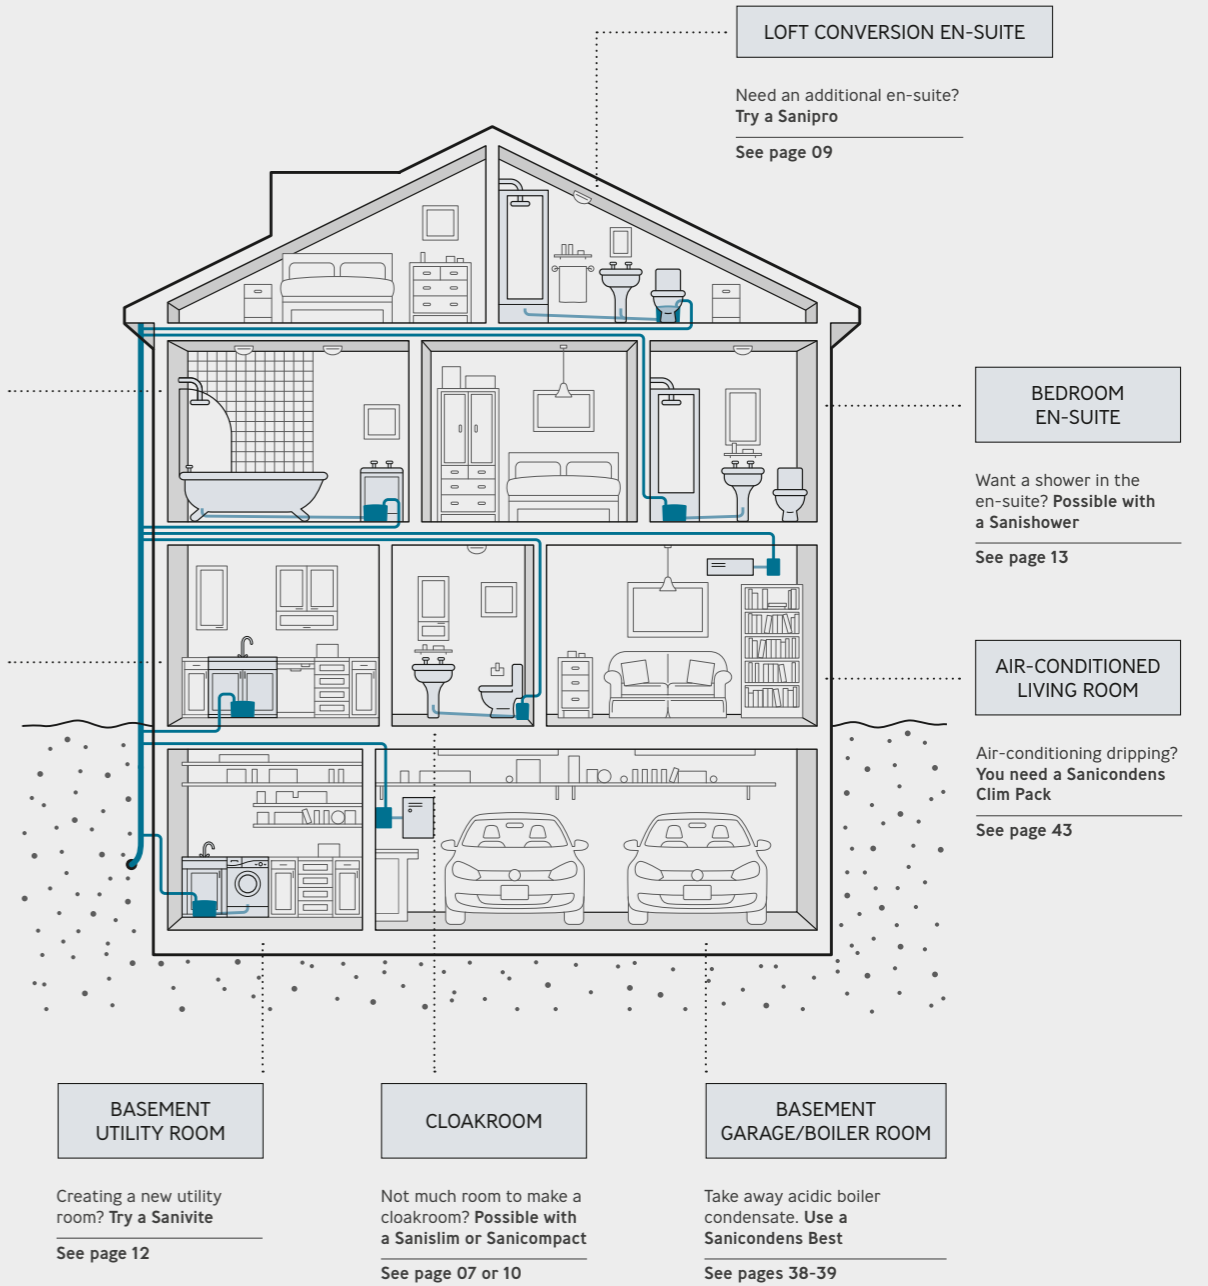 LOFT CONVERSION EN-SUITE
Need an additional en-suite?
Try a Sanipro
See page 09
BEDROOM
EN-SUITE
Want a shower in the
en-suite? Possible with
a Sanishower
See page 13
AIR-CONDITIONED
LIVING ROOM
Air-conditioning dripping?
You need a Sanicondens
Clim Pack
See page 43
BASEMENT
UTILITY ROOM
Creating a new utility
room? Try a Sanivite
See page 12
CLOAKROOM
Not much room to make a
cloakroom? Possible with
a Sanislim or Sanicompact
See page 07 or 10
BASEMENT
GARAGE/BOILER ROOM
Take away acidic boiler
condensate. Use a
Sanicondens Best
See pages 38-39